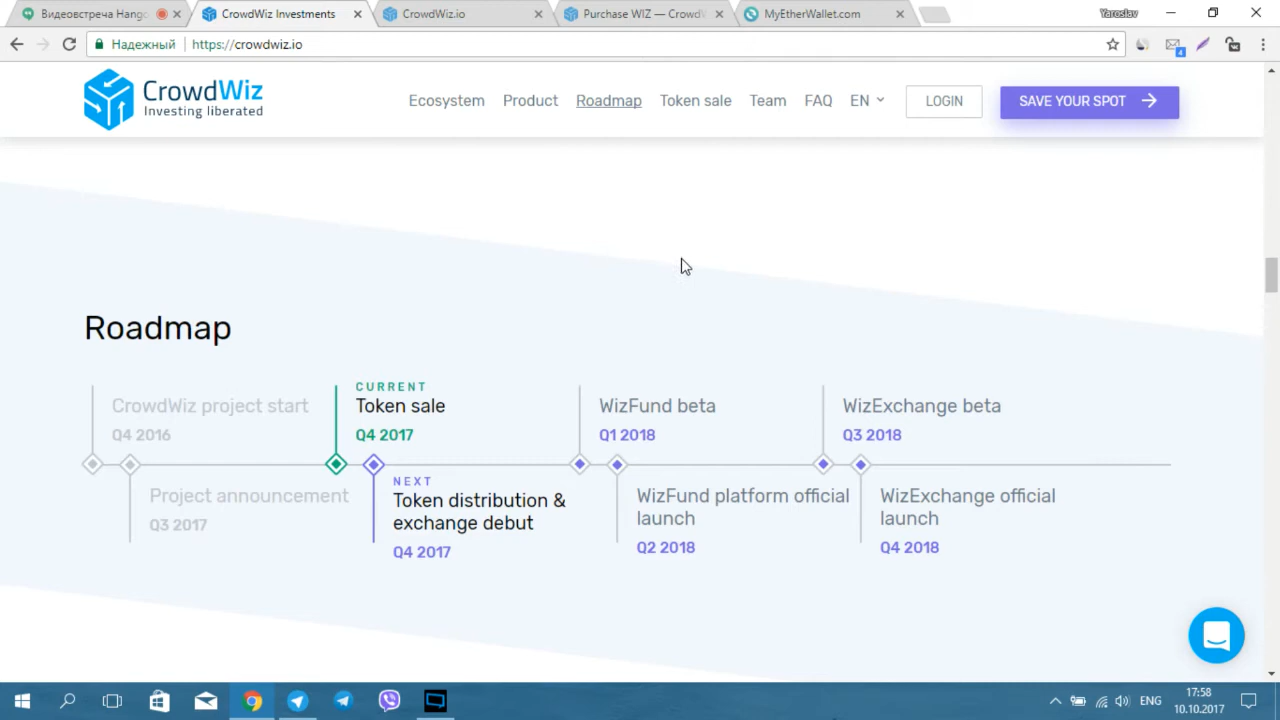 Видеовстреча Hango
CrowdWiz Investments
CrowdWiz.io
Purchase WIZ — CrowdW
MyEtherWallet.com
Yaroslav
Надежный
https://crowdwiz.io
4
CrowdWiz
Investing liberated
Ecosystem
Product
Roadmap
Token sale
Team
FAQ
EN
LOGIN
SAVE YOUR SPOT
Roadmap
CrowdWiz project start
Q4 2016
CURRENT
Token sale
Q4 2017
WizFund beta
Q1 2018
WizExchange beta
Q3 2018
Project announcement
Q3 2017
NEXT
Token distribution &
exchange debut
Q4 2017
WizFund platform official
launch
Q2 2018
WizExchange official
launch
Q4 2018
ENG
17:58
10.10.2017